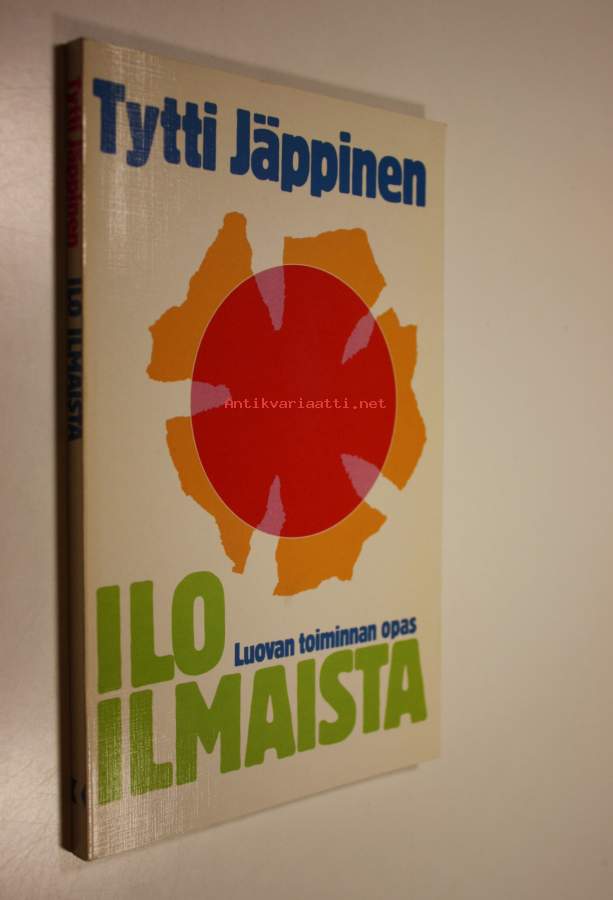 Tytti Jäppinen
Antikvariaatti.net
ILO
Luovan toiminnan opas
ILMAISTA
Tytti Jäppinen ILO ILMAISTA